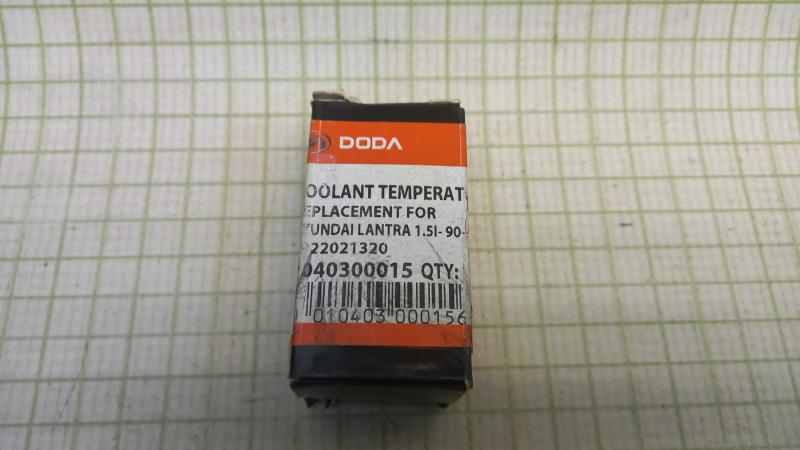 DODA
OOLANT TEMPERAT
EPLACEMENT FOR
YUNDAI LANTRA 1.5I- 90-
22021320
040300015 QTY:
010403 000156